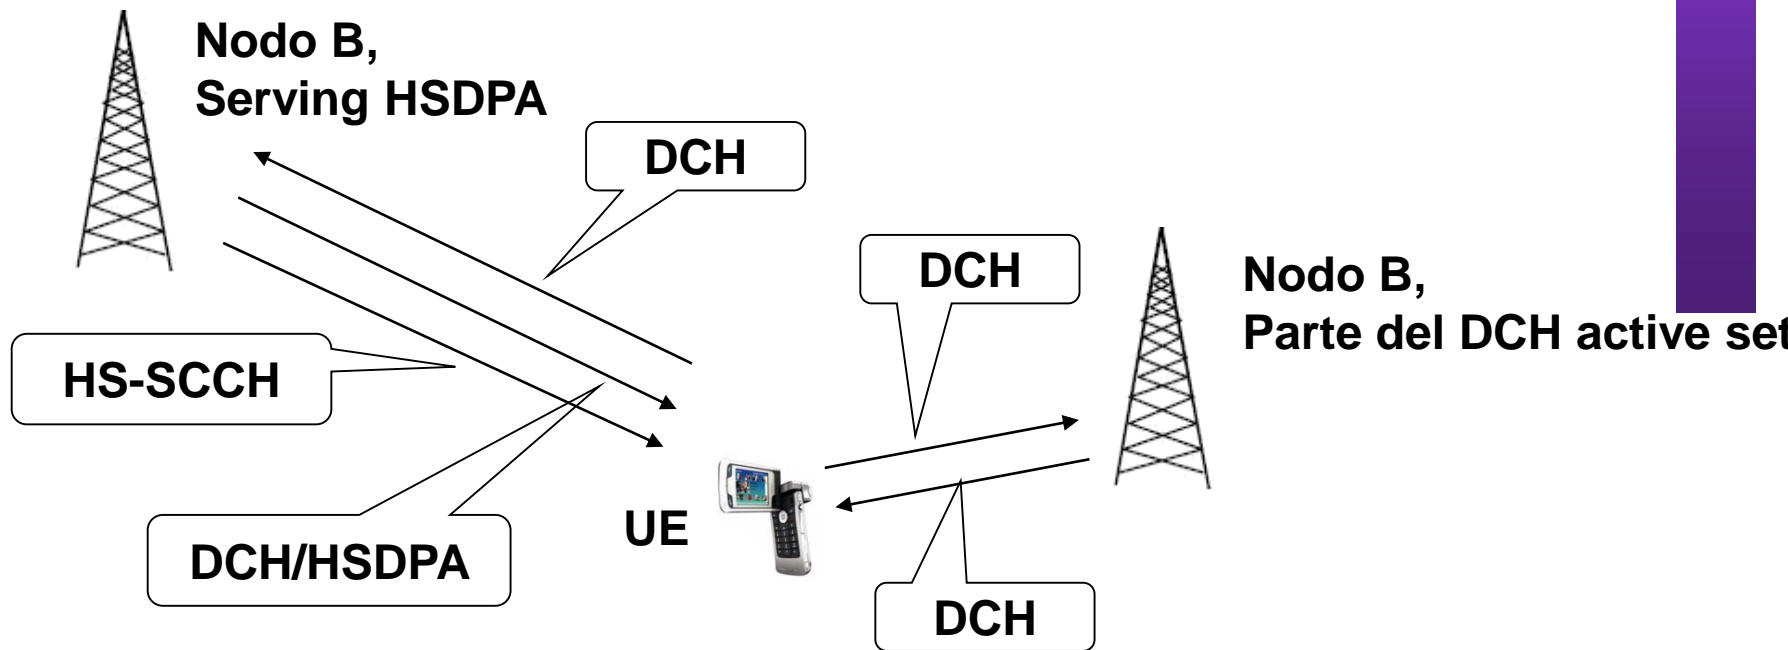 Nodo B,
Serving HSDPA
DCH
DCH
Nodo B,
Parte del DCH active set
HS-SCCH
UE
DCH/HSDPA
DCH